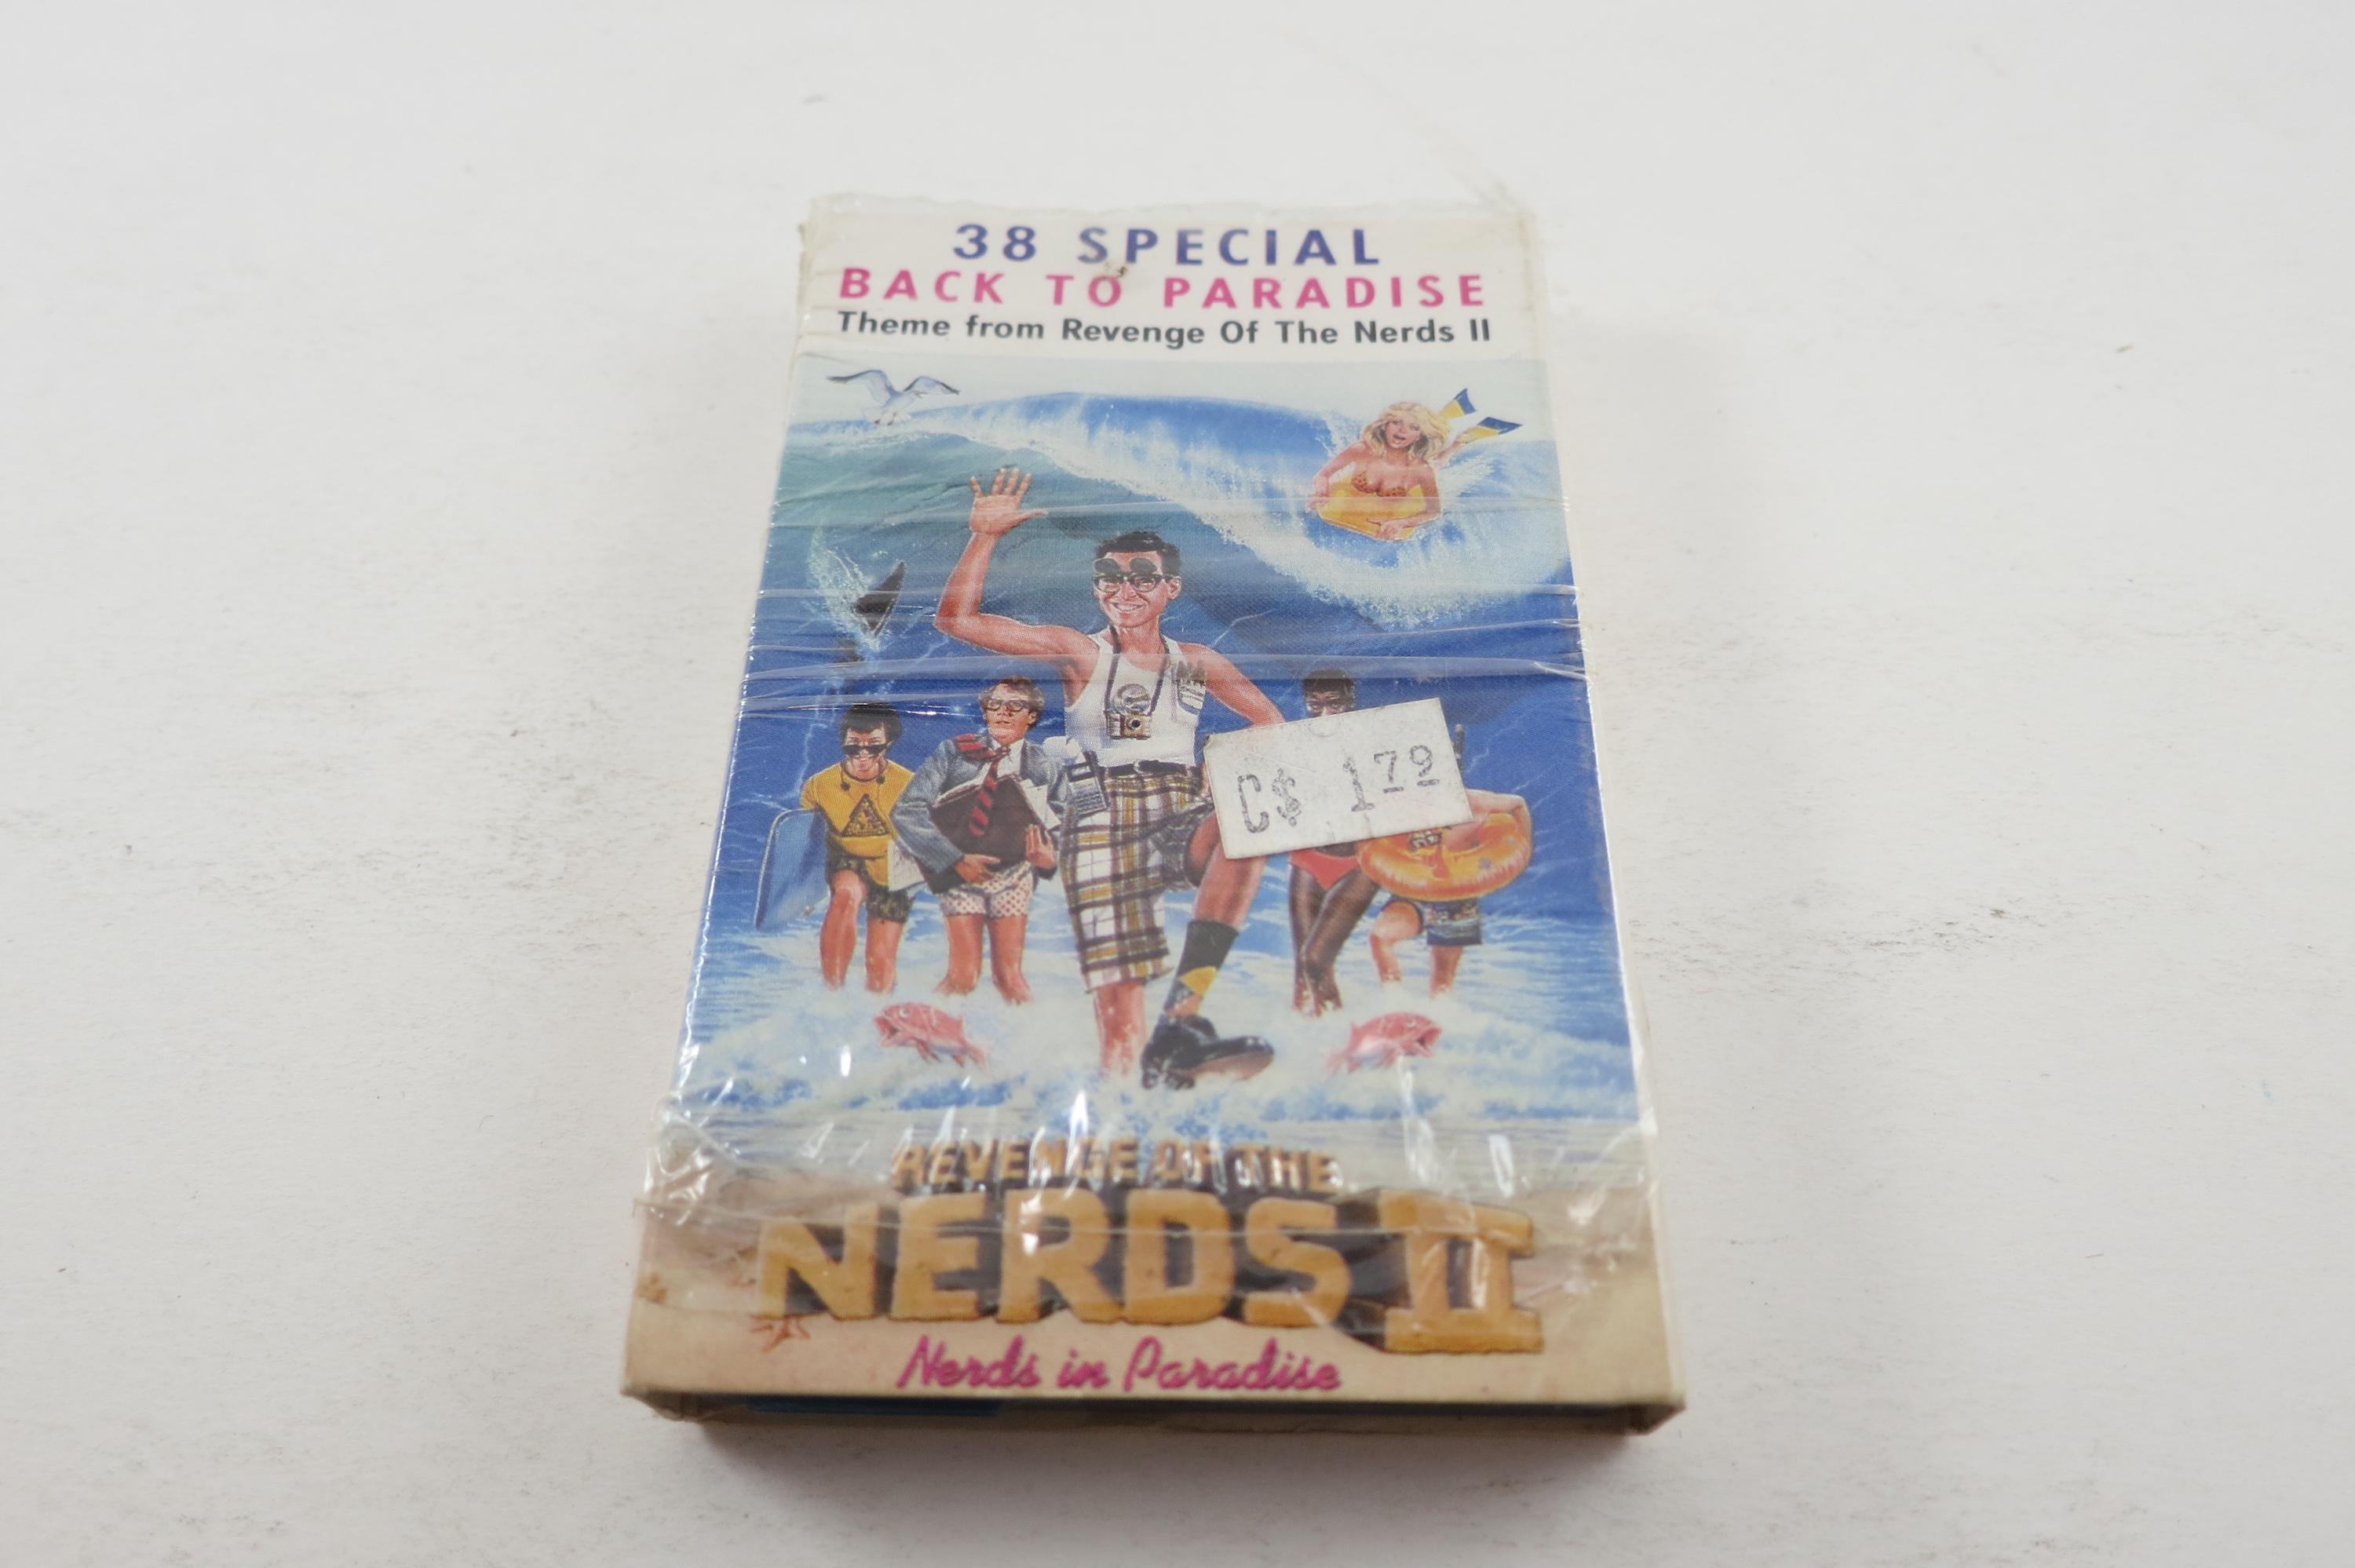 38 SPECIAL
BACK TO PARADISE
Theme from Revenge Of The Nerds II
C$ 1 79
REVENGE OF THE
NERDS II
Nerds in Paradise